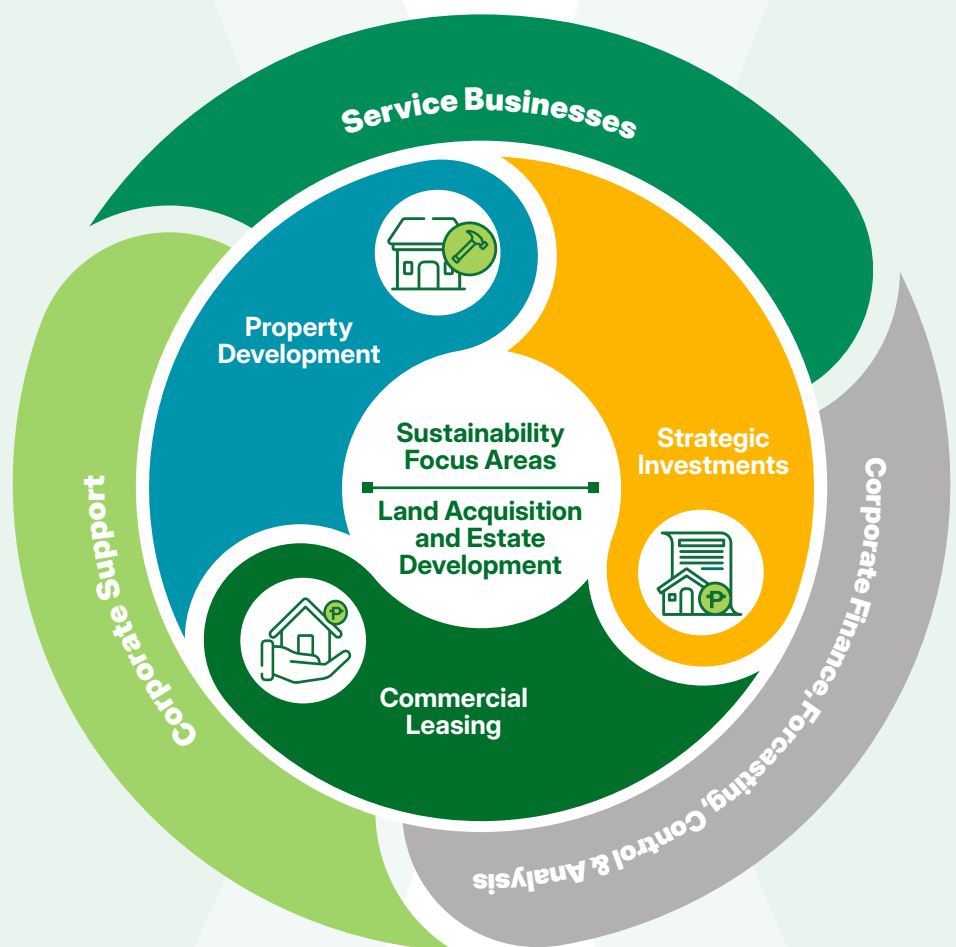 Service Businesses
Property
Development
Strategic
Investments
Sustainability
Focus Areas
Land Acquisition
and Estate
Development
Commercial
Leasing
Corporate Support
Corporate Finance, Forcasting, Control & Analysis